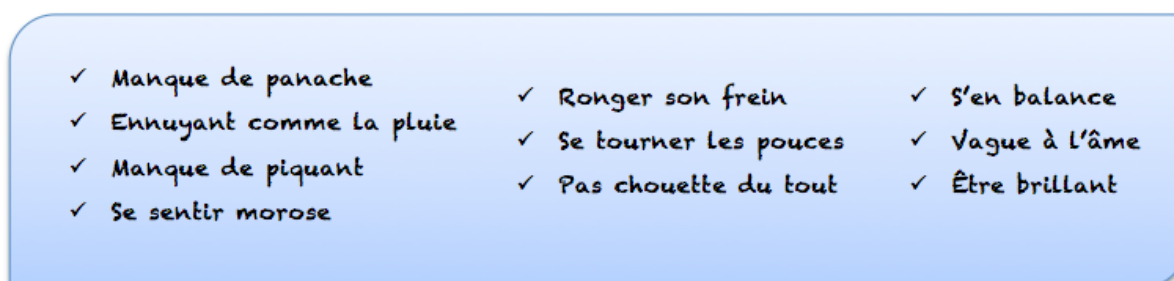 ✓ Manque de panache
✓ Ennuyant comme la pluie
✓ Manque de piquant
✓ Se sentir morose
✓ Ronger son frein
✓ Se tourner les pouces
✓ Pas chouette du tout
✓ S'en balance
✓ Vague à l'âme
✓ Être brillant